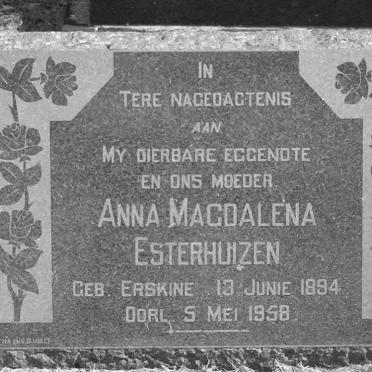 IN
TERE NAGEDAGTENIS
AAN
MY DIERBARE EGGENOTE
EN ONS MOEDER
ANNA MAGDALENA
ESTERHUIZEN
GEB. ERSKINE 13 JUNIE 1894
OORL. 5 MEI 1958.